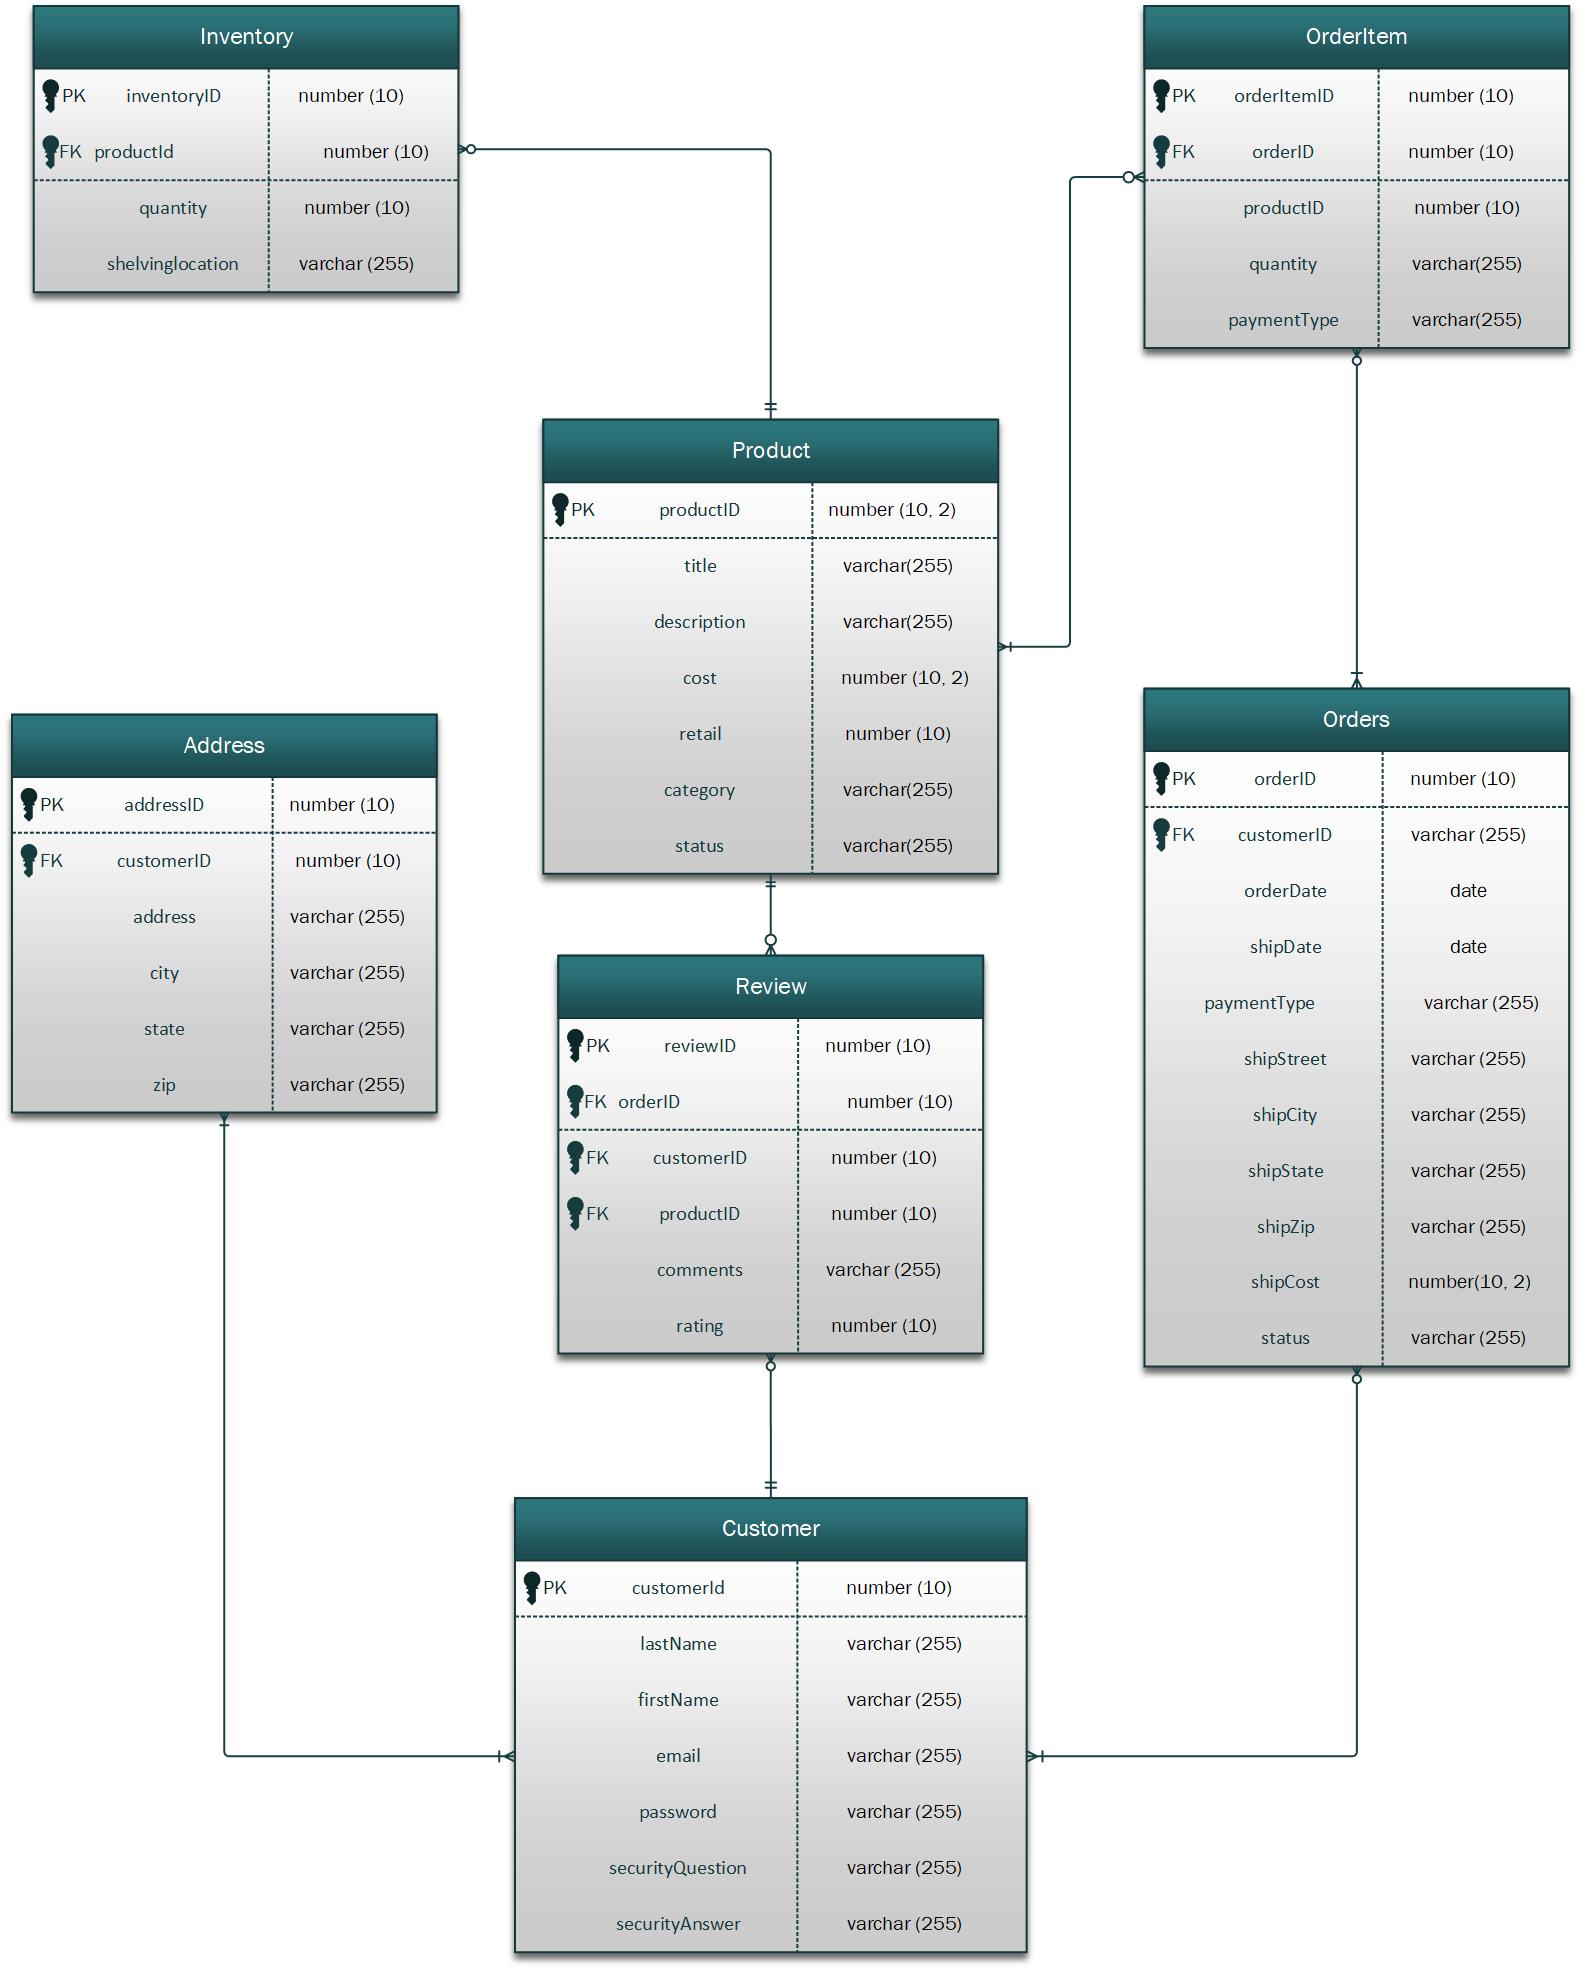 Inventory
PK inventoryID number (10)
FK productId number (10)
quantity number (10)
shelvinglocation varchar (255)
OrderItem
PK orderItemID number (10)
FK orderID number (10)
productID number (10)
quantity varchar(255)
paymentType varchar(255)
Product
PK productID number (10, 2)
title varchar(255)
description varchar(255)
cost number (10, 2)
retail number (10)
category varchar(255)
status varchar(255)
Address
PK addressID number (10)
FK customerID number (10)
address varchar (255)
city varchar (255)
state varchar (255)
zip varchar (255)
Orders
PK orderID number (10)
FK customerID varchar (255)
orderDate date
shipDate date
paymentType varchar (255)
shipStreet varchar (255)
shipCity varchar (255)
shipState varchar (255)
shipZip varchar (255)
shipCost number(10, 2)
status varchar (255)
Review
PK reviewID number (10)
FK orderID number (10)
FK customerID number (10)
FK productID number (10)
comments varchar (255)
rating number (10)
Customer
PK customerId number (10)
lastName varchar (255)
firstName varchar (255)
email varchar (255)
password varchar (255)
securityQuestion varchar (255)
securityAnswer varchar (255)